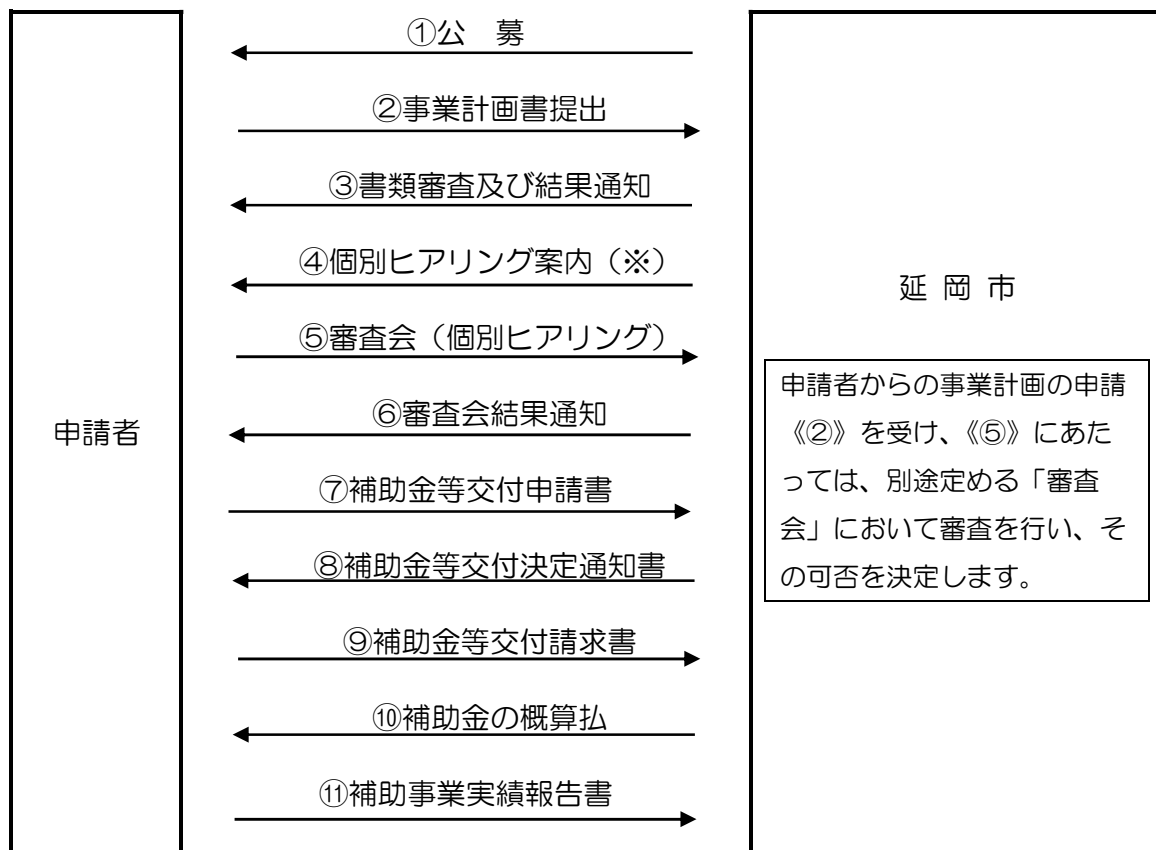 ①公　募
②事業計画書提出
③書類審査及び結果通知
④個別ヒアリング案内（※）
⑤審査会（個別ヒアリング）
⑥審査会結果通知
⑦補助金等交付申請書
⑧補助金等交付決定通知書
⑨補助金等交付請求書
⑩補助金の概算払
⑪補助事業実績報告書
申請者
延 岡 市
申請者からの事業計画の申請
《②》を受け、《⑤》にあた
っては、別途定める「審査
会」において審査を行い、そ
の可否を決定します。